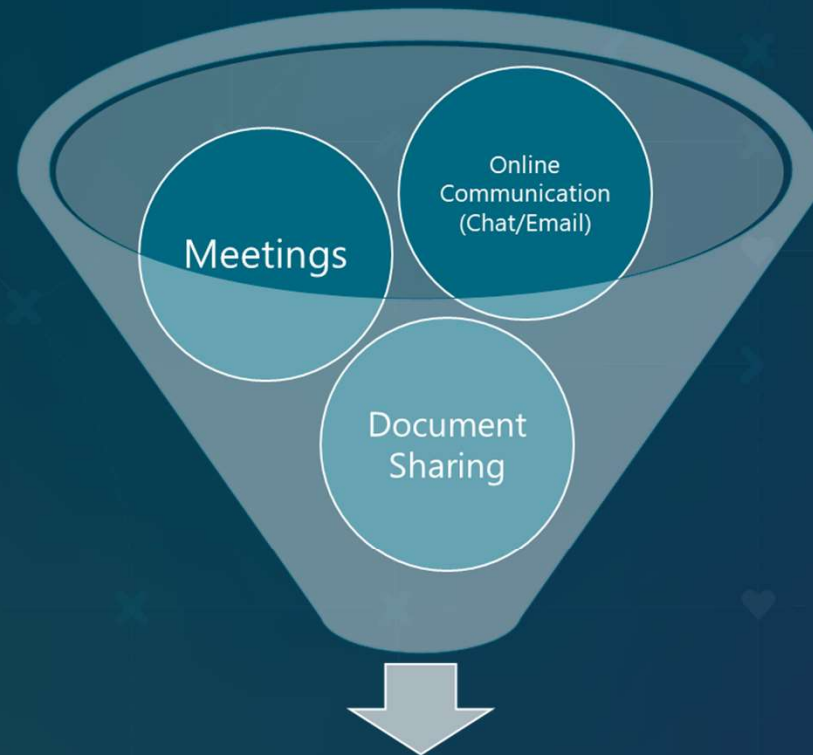 Meetings
Online
Communication
(Chat/Email)
Document
Sharing